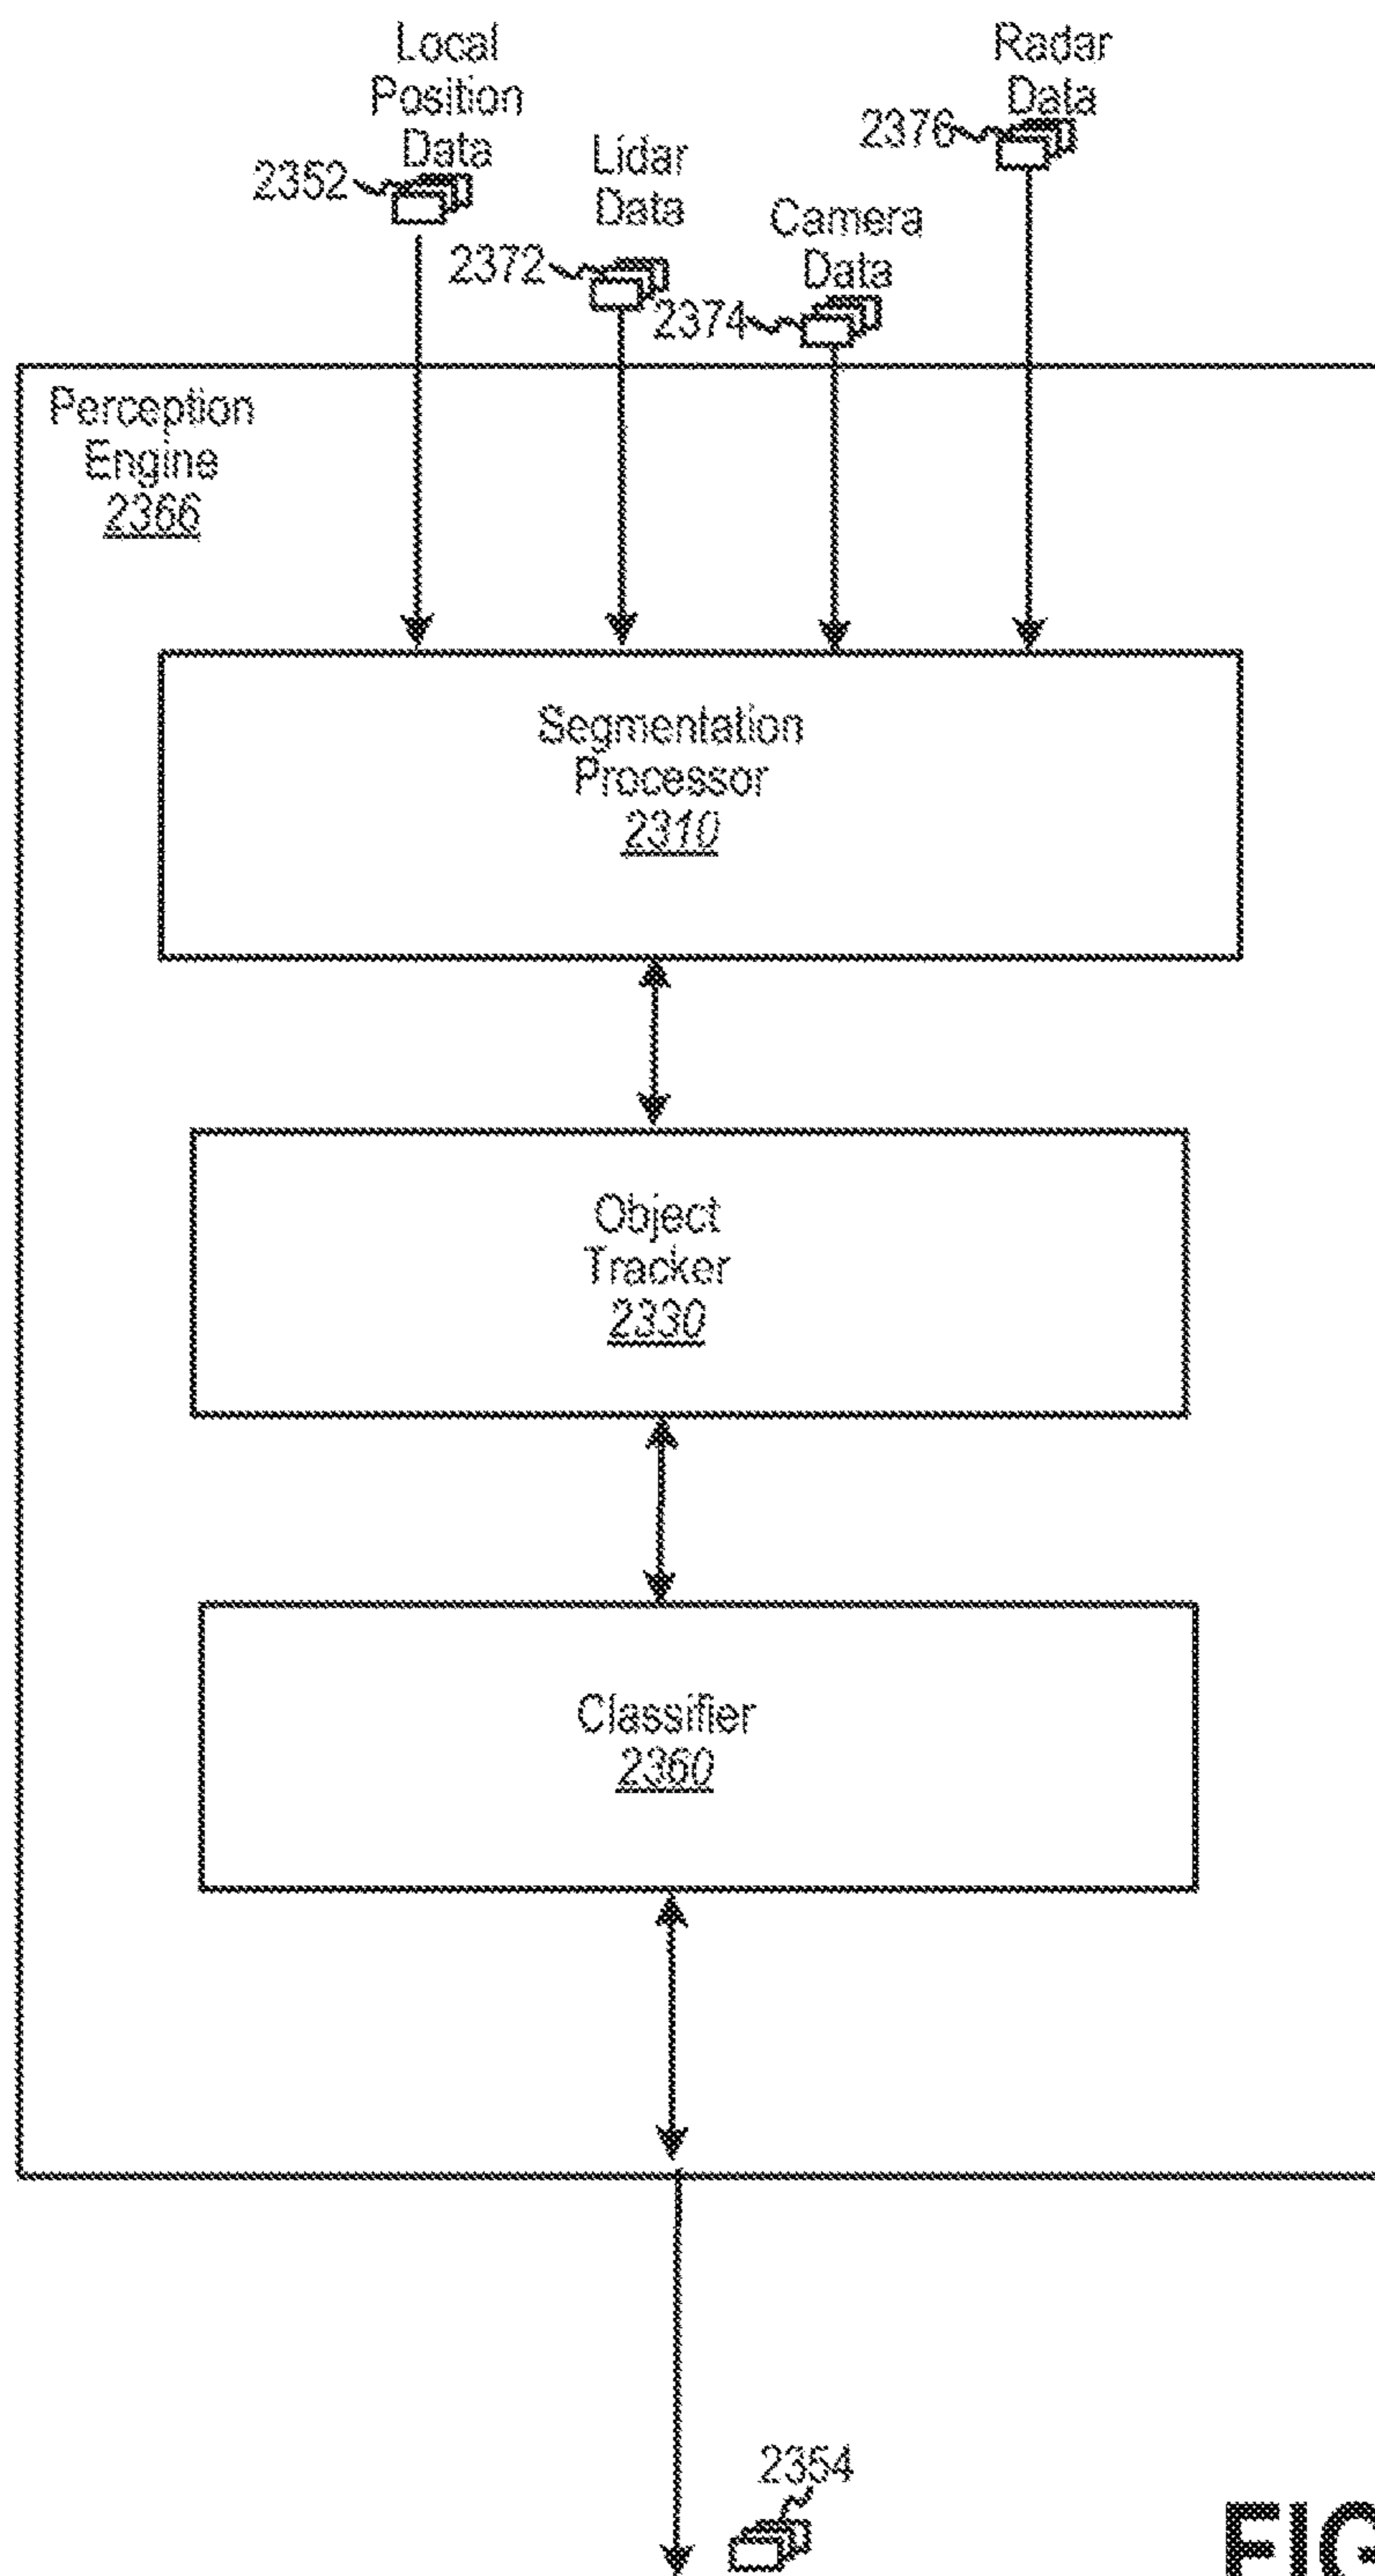 Local
Position
Data
2352
Lidar
Data
2372
Camera
Data
2374
Radar
Data
2376
Perception
Engine
2366
Segmentation
Processor
2310
Object
Tracker
2330
Classifier
2360
2354
FIG